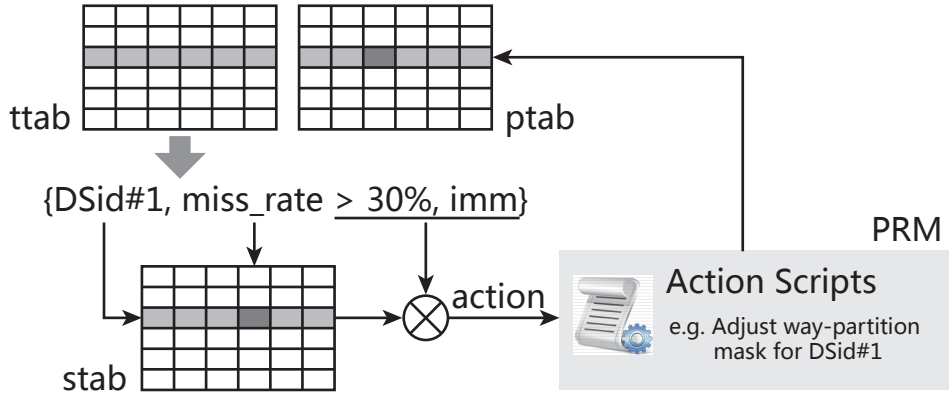 ttab
ptab
{DSid#1, miss_rate > 30%, imm}
PRM
stab
action
Action Scripts
e.g. Adjust way-partition
mask for DSid#1